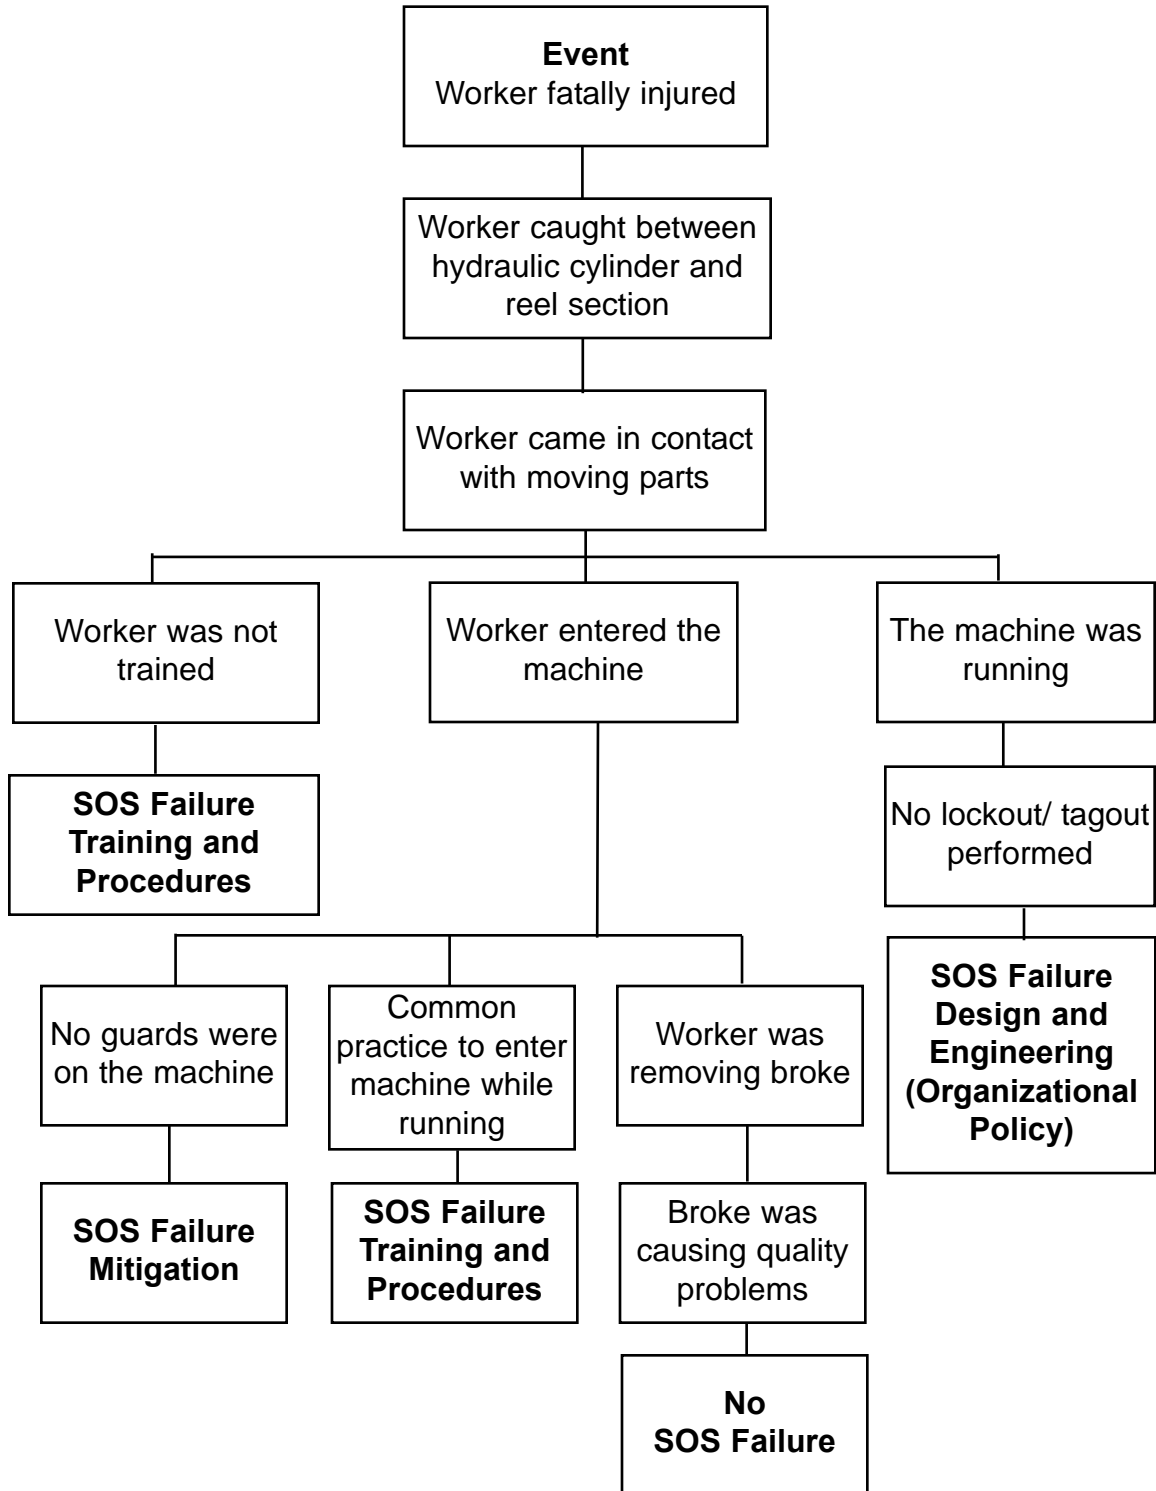 Event
Worker fatally injured
Worker caught between
hydraulic cylinder and
reel section
Worker came in contact
with moving parts
Worker was not
trained
Worker entered the
machine
The machine was
running
SOS Failure
Training and
Procedures
No lockout/ tagout
performed
No guards were
on the machine
Common
practice to enter
machine while
running
Worker was
removing broke
SOS Failure
Design and
Engineering
(Organizational
Policy)
SOS Failure
Mitigation
SOS Failure
Training and
Procedures
Broke was
causing quality
problems
No
SOS Failure